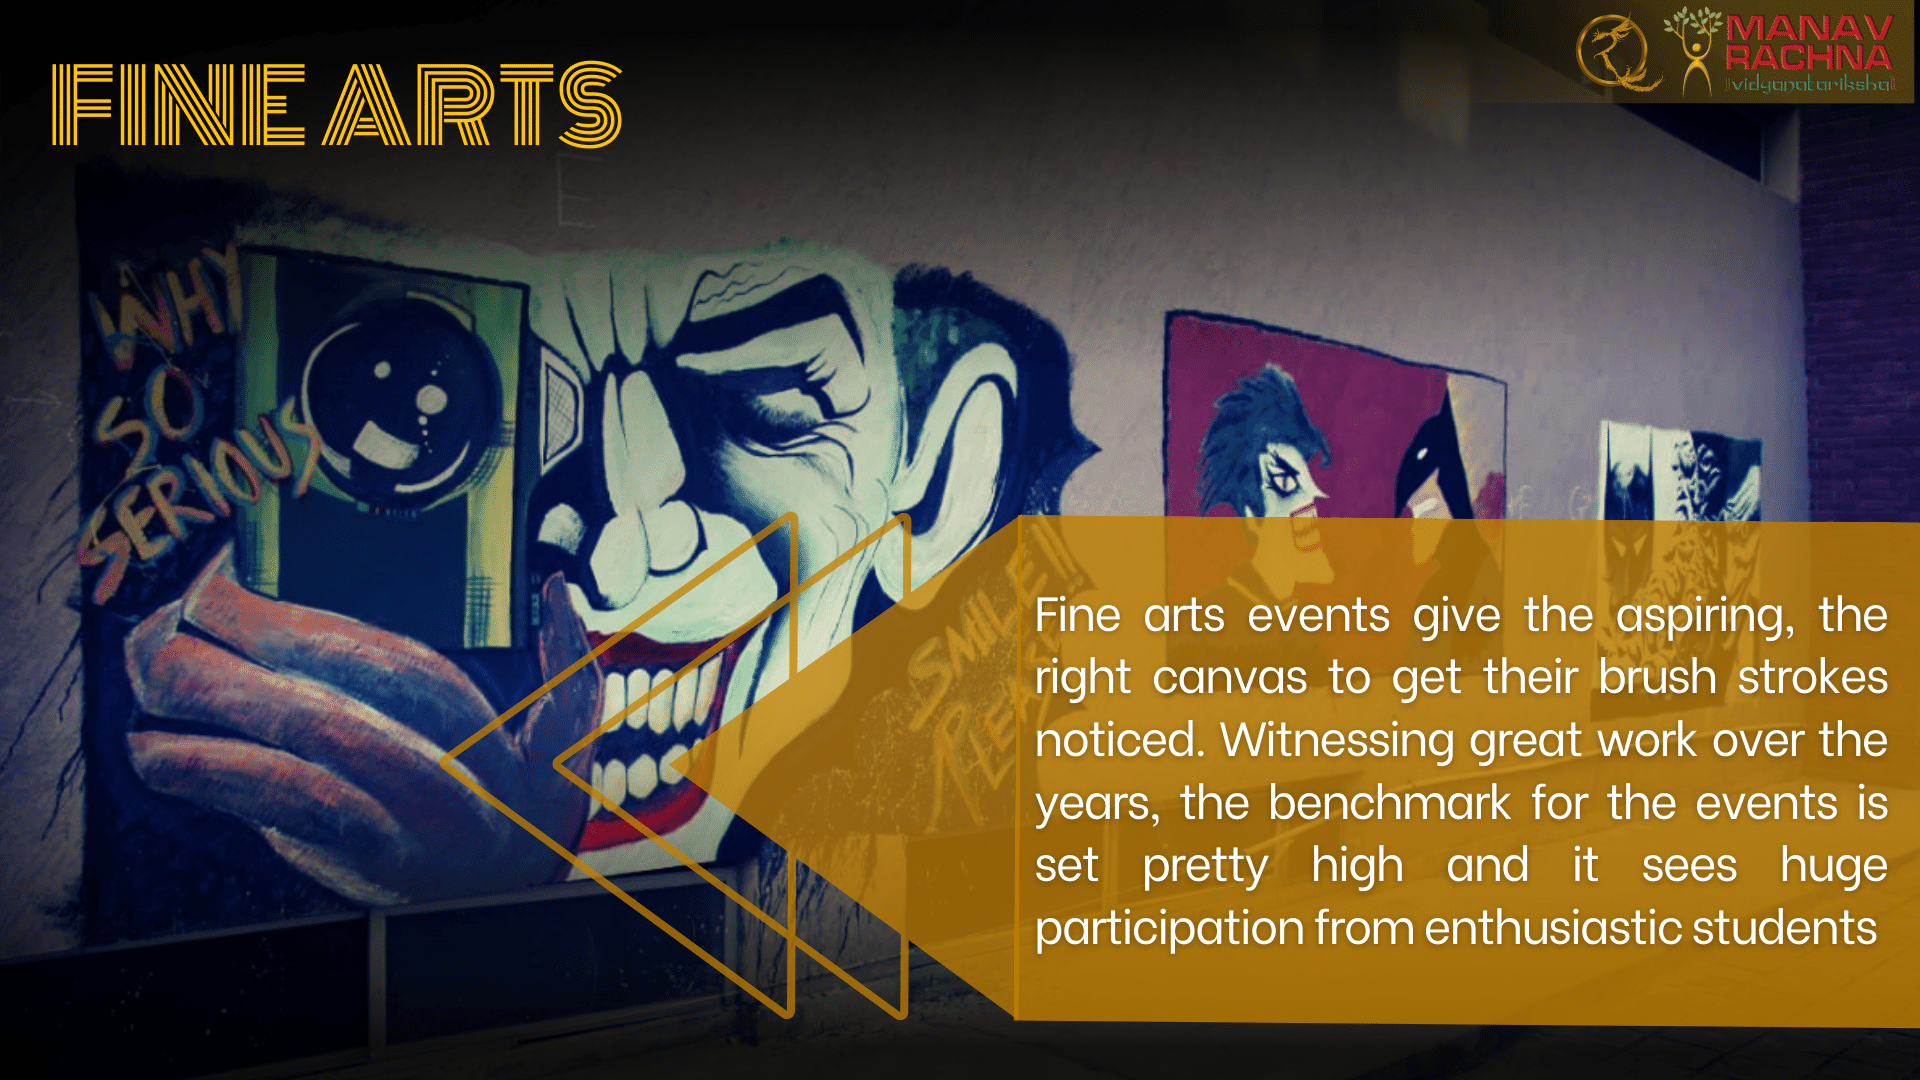 FINE ARTS
MANAV
RACHNA
vidyanatariksha
WHY
SO
SERIOUS
SMILE!!
Fine arts events give the aspiring, the
right canvas to get their brush strokes
noticed. Witnessing great work over the
years, the benchmark for the events is
set pretty high and it sees huge
participation from enthusiastic students